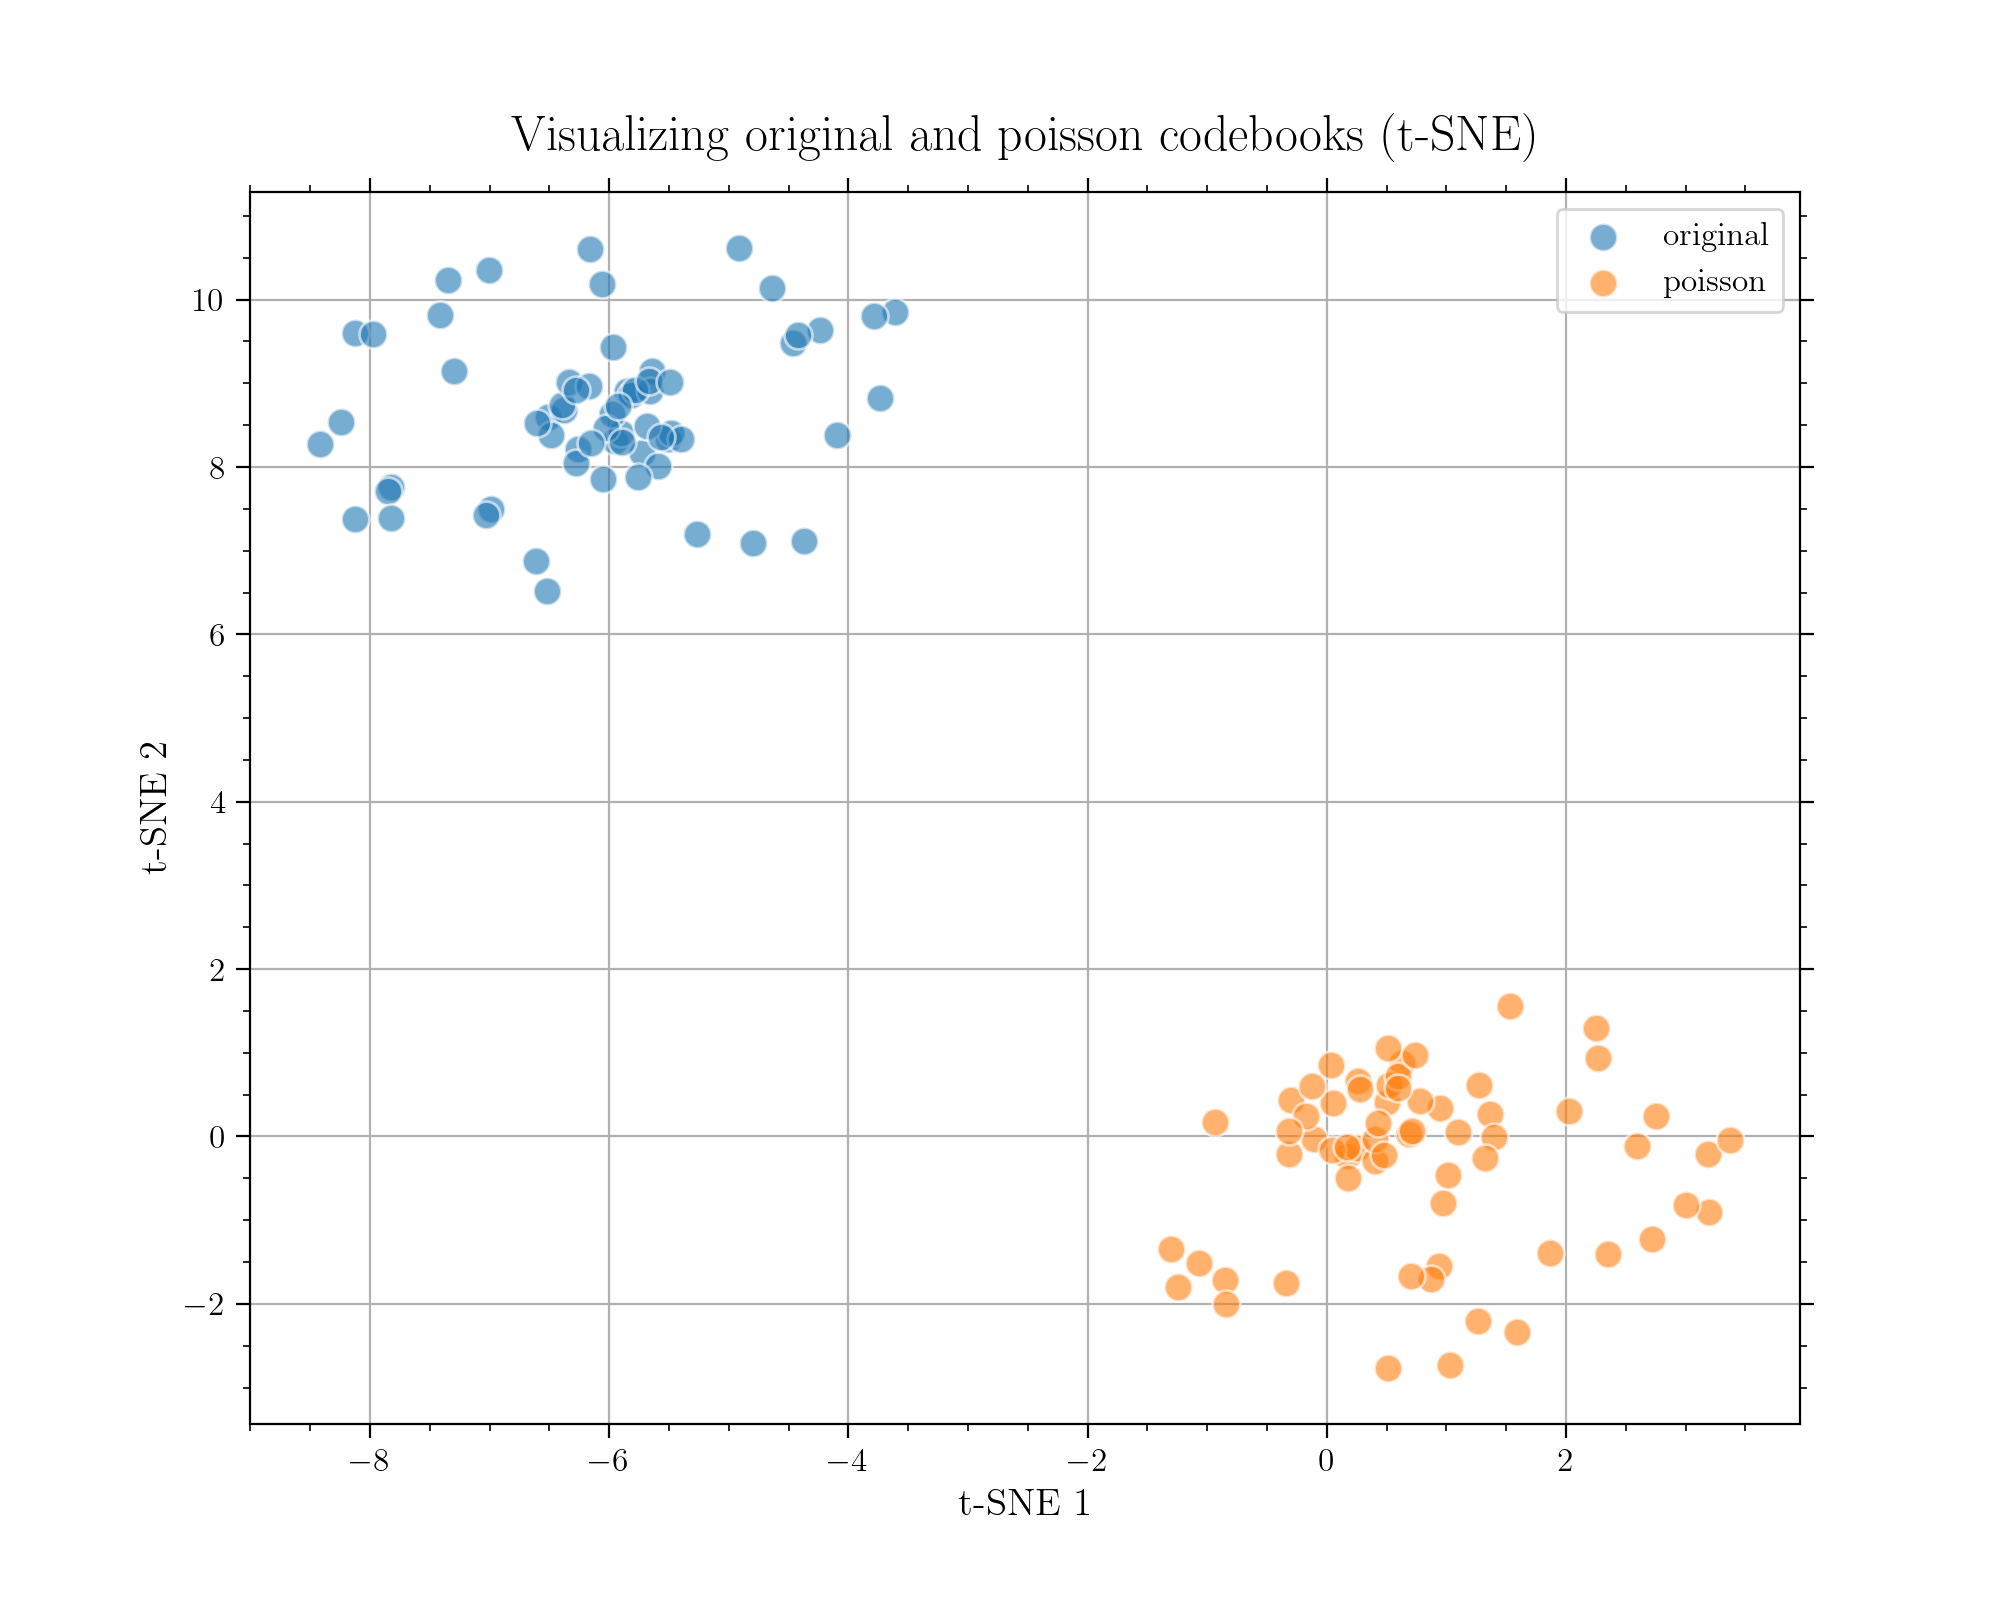 Visualizing original and poisson codebooks (t-SNE)
original
poisson
10
8
6
4
2
0
−2
t-SNE 2
−8 −6 −4 −2 0 2
t-SNE 1